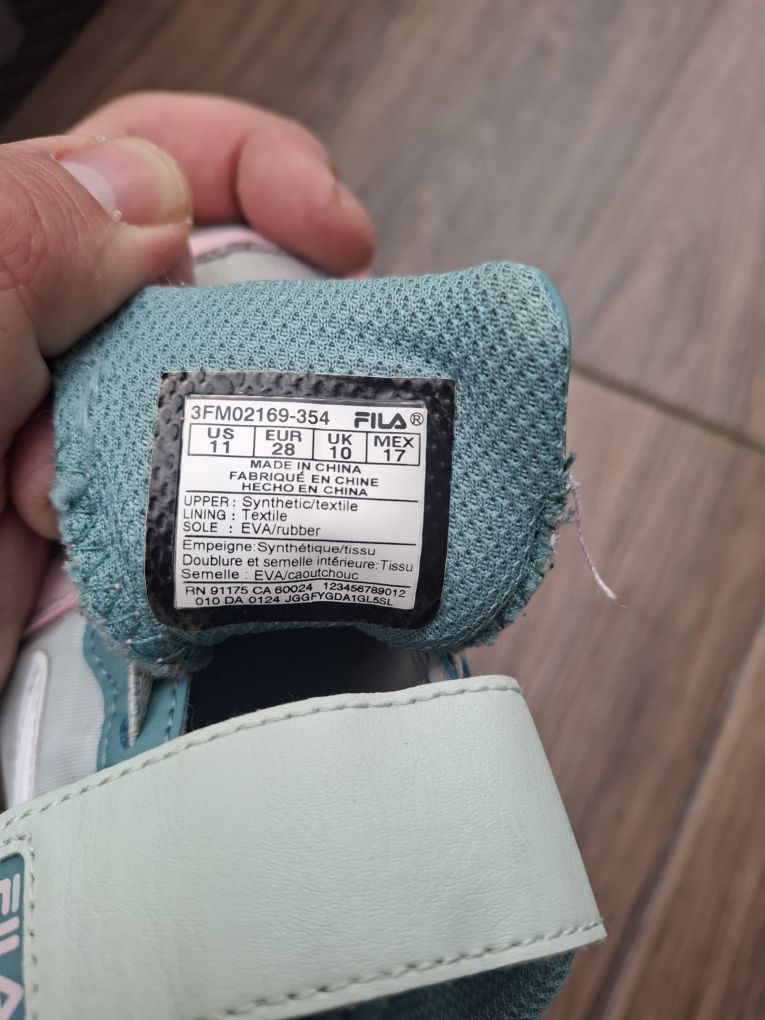 3FM02169-354 FILA®
US EUR UK MEX
11 28 10 17
MADE IN CHINA
FABRIQUÉ EN CHINE
HECHO EN CHINA
UPPER : Synthetic/textile
LINING : Textile
SOLE : EVA/rubber
Empeigne: Synthétique/tissu
Doublure et semelle intérieure: Tissu
Semelle : EVA/caoutchouc
RN 91175 CA 60024 123456789012
010 DA 0124 JGGFYGDA1GL5SL
FILA